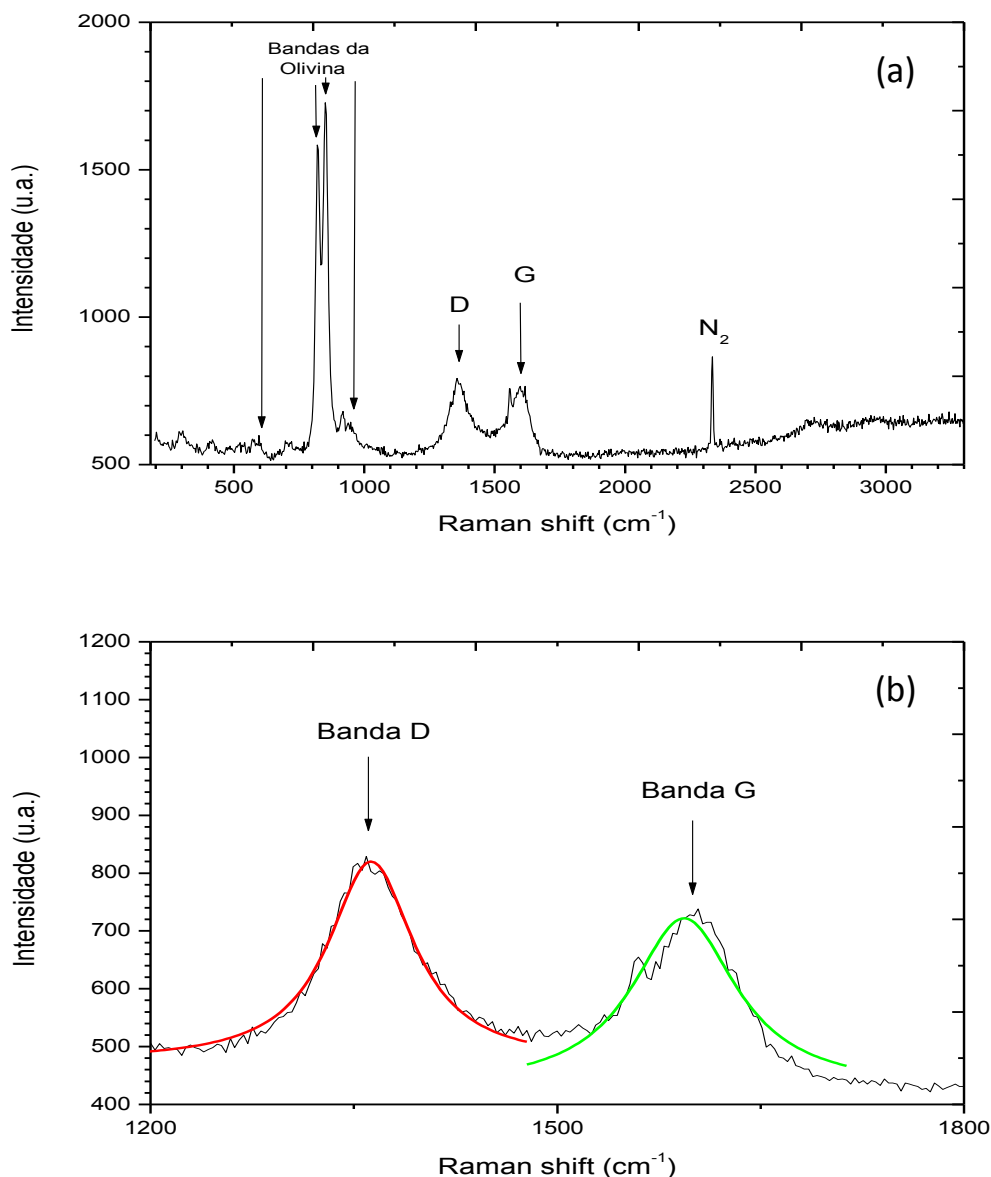 2000
Bandas da
Olivina
(a)
1500
1000
500
D
G
N₂
500 1000 1500 2000 2500 3000
Intensidade (u.a.)
Raman shift (cm⁻¹)
1200
1100
1000
900
800
700
600
500
400
(b)
Banda D
Banda G
1200 1500 1800
Intensidade (u.a.)
Raman shift (cm⁻¹)